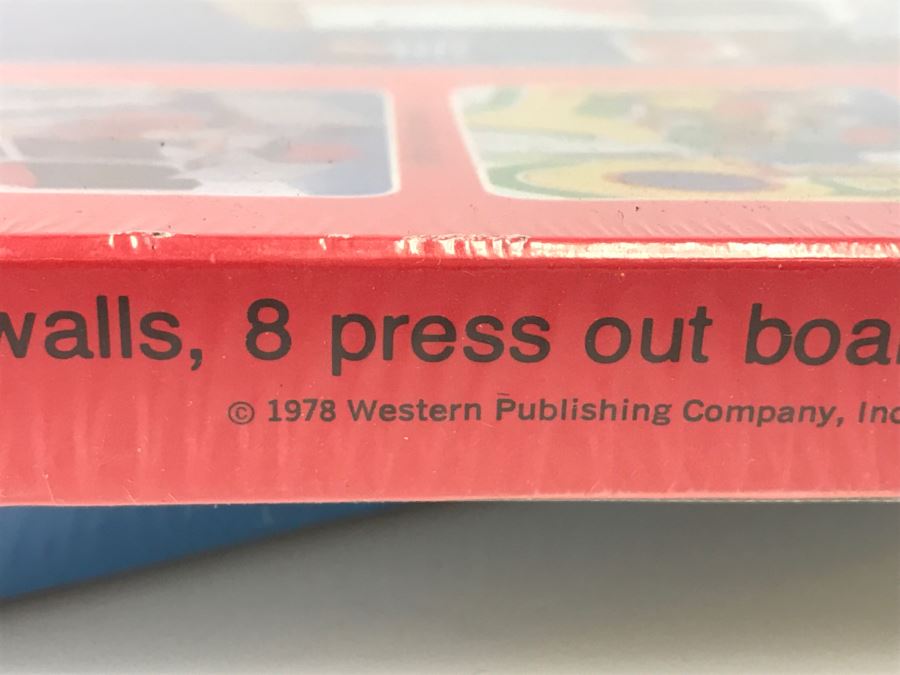 walls, 8 press out boa
© 1978 Western Publishing Company, Inc